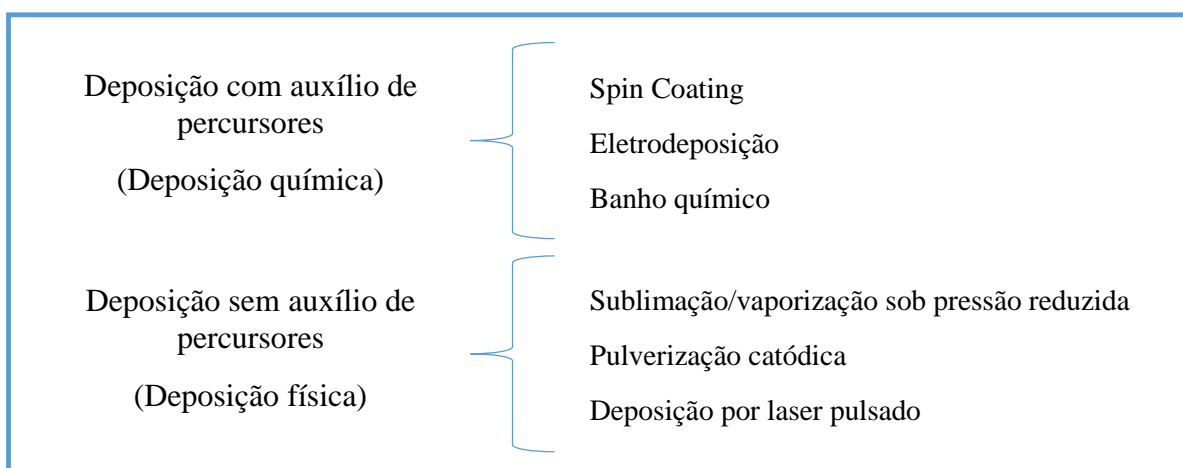 Deposição com auxílio de
percursores
(Deposição química)
Spin Coating
Eletrodeposição
Banho químico
Deposição sem auxílio de
percursores
(Deposição física)
Sublimação/vaporização sob pressão reduzida
Pulverização catódica
Deposição por laser pulsado